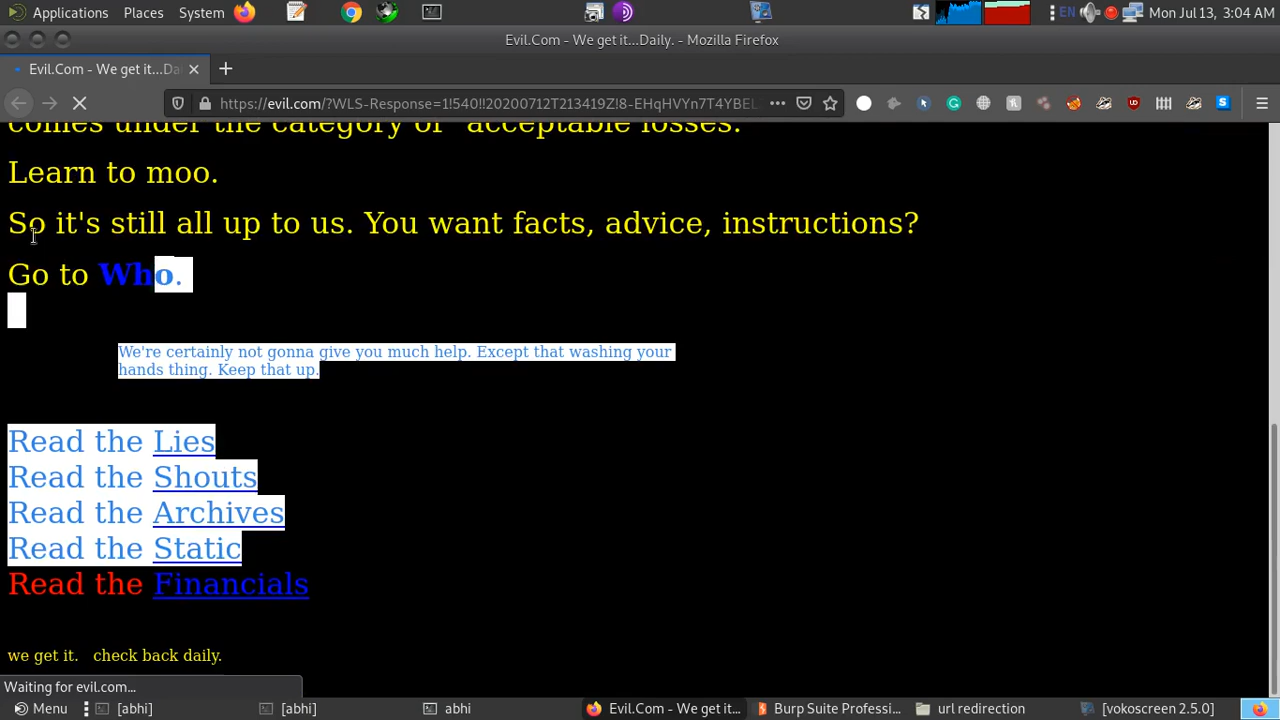 Applications Places System EN Mon Jul 13, 3:04 AM
Evil.Com - We get it...Daily. - Mozilla Firefox
Evil.Com - We get it...Da
https://evil.com/?WLS-Response=1!540!!20200712T213419Z!8-EHqHVYn7T4YBEL
comes under the category of "acceptable losses."
Learn to moo.
So it's still all up to us. You want facts, advice, instructions?
Go to Who.
We're certainly not gonna give you much help. Except that washing your
hands thing. Keep that up.
Read the Lies
Read the Shouts
Read the Archives
Read the Static
Read the Financials
we get it. check back daily.
Waiting for evil.com...
Menu [abhi] [abhi] abhi Evil.Com - We get it... Burp Suite Professi... url redirection [vokoscreen 2.5.0]